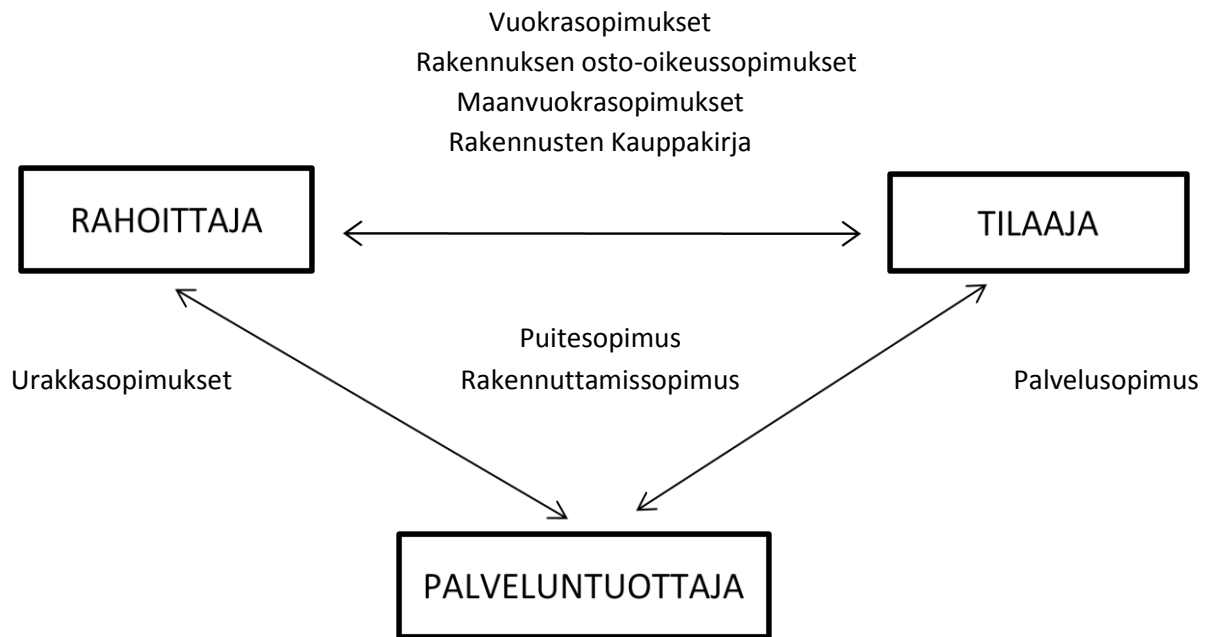 Vuokrasopimukset
Rakennuksen osto-oikeussopimukset
Maanvuokrasopimukset
Rakennusten Kauppakirja
RAHOITTAJA
TILAAJA
Puitesopimus
Urakkasopimukset
Rakennuttamissopimus
Palvelusopimus
PALVELUNTUOTTAJA